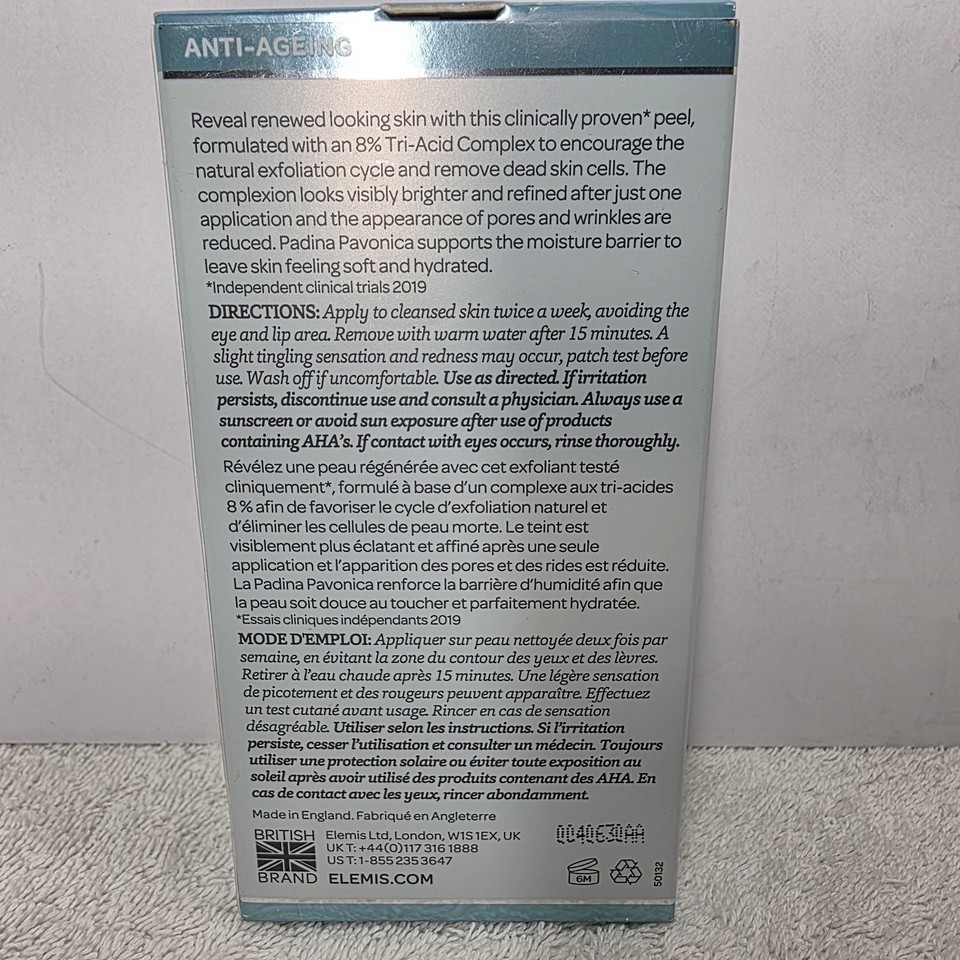 ANTI-AGEING
Reveal renewed looking skin with this clinically proven* peel,
formulated with an 8% Tri-Acid Complex to encourage the
natural exfoliation cycle and remove dead skin cells. The
complexion looks visibly brighter and refined after just one
application and the appearance of pores and wrinkles are
reduced. Padina Pavonica supports the moisture barrier to
leave skin feeling soft and hydrated.
*Independent clinical trials 2019
DIRECTIONS: Apply to cleansed skin twice a week, avoiding the
eye and lip area. Remove with warm water after 15 minutes. A
slight tingling sensation and redness may occur, patch test before
use. Wash off if uncomfortable. Use as directed. If irritation
persists, discontinue use and consult a physician. Always use a
sunscreen or avoid sun exposure after use of products
containing AHA's. If contact with eyes occurs, rinse thoroughly.
Révélez une peau régénérée avec cet exfoliant testé
cliniquement*, formulé à base d'un complexe aux tri-acides
8 % afin de favoriser le cycle d'exfoliation naturel et
d'éliminer les cellules de peau morte. Le teint est
visiblement plus éclatant et affiné après une seule
application et l'apparition des pores et des rides est réduite.
La Padina Pavonica renforce la barrière d'humidité afin que
la peau soit douce au toucher et parfaitement hydratée.
*Essais cliniques indépendants 2019
MODE D'EMPLOI: Appliquer sur peau nettoyée deux fois par
semaine, en évitant la zone du contour des yeux et des lèvres.
Retirer à l'eau chaude après 15 minutes. Une légère sensation
de picotement et des rougeurs peuvent apparaître. Effectuez
un test cutané avant usage. Rincer en cas de sensation
désagréable. Utiliser selon les instructions. Si l'irritation
persiste, cesser l'utilisation et consulter un médecin. Toujours
utiliser une protection solaire ou éviter toute exposition au
soleil après avoir utilisé des produits contenant des AHA. En
cas de contact avec les yeux, rincer abondamment.
Made in England. Fabriqué en Angleterre
BRITISH
BRAND
Elemis Ltd, London, W1S 1EX, UK
UK T: +44(0)117 316 1888
US T: 1-855 235 3647
ELEMIS.COM
6M
50132